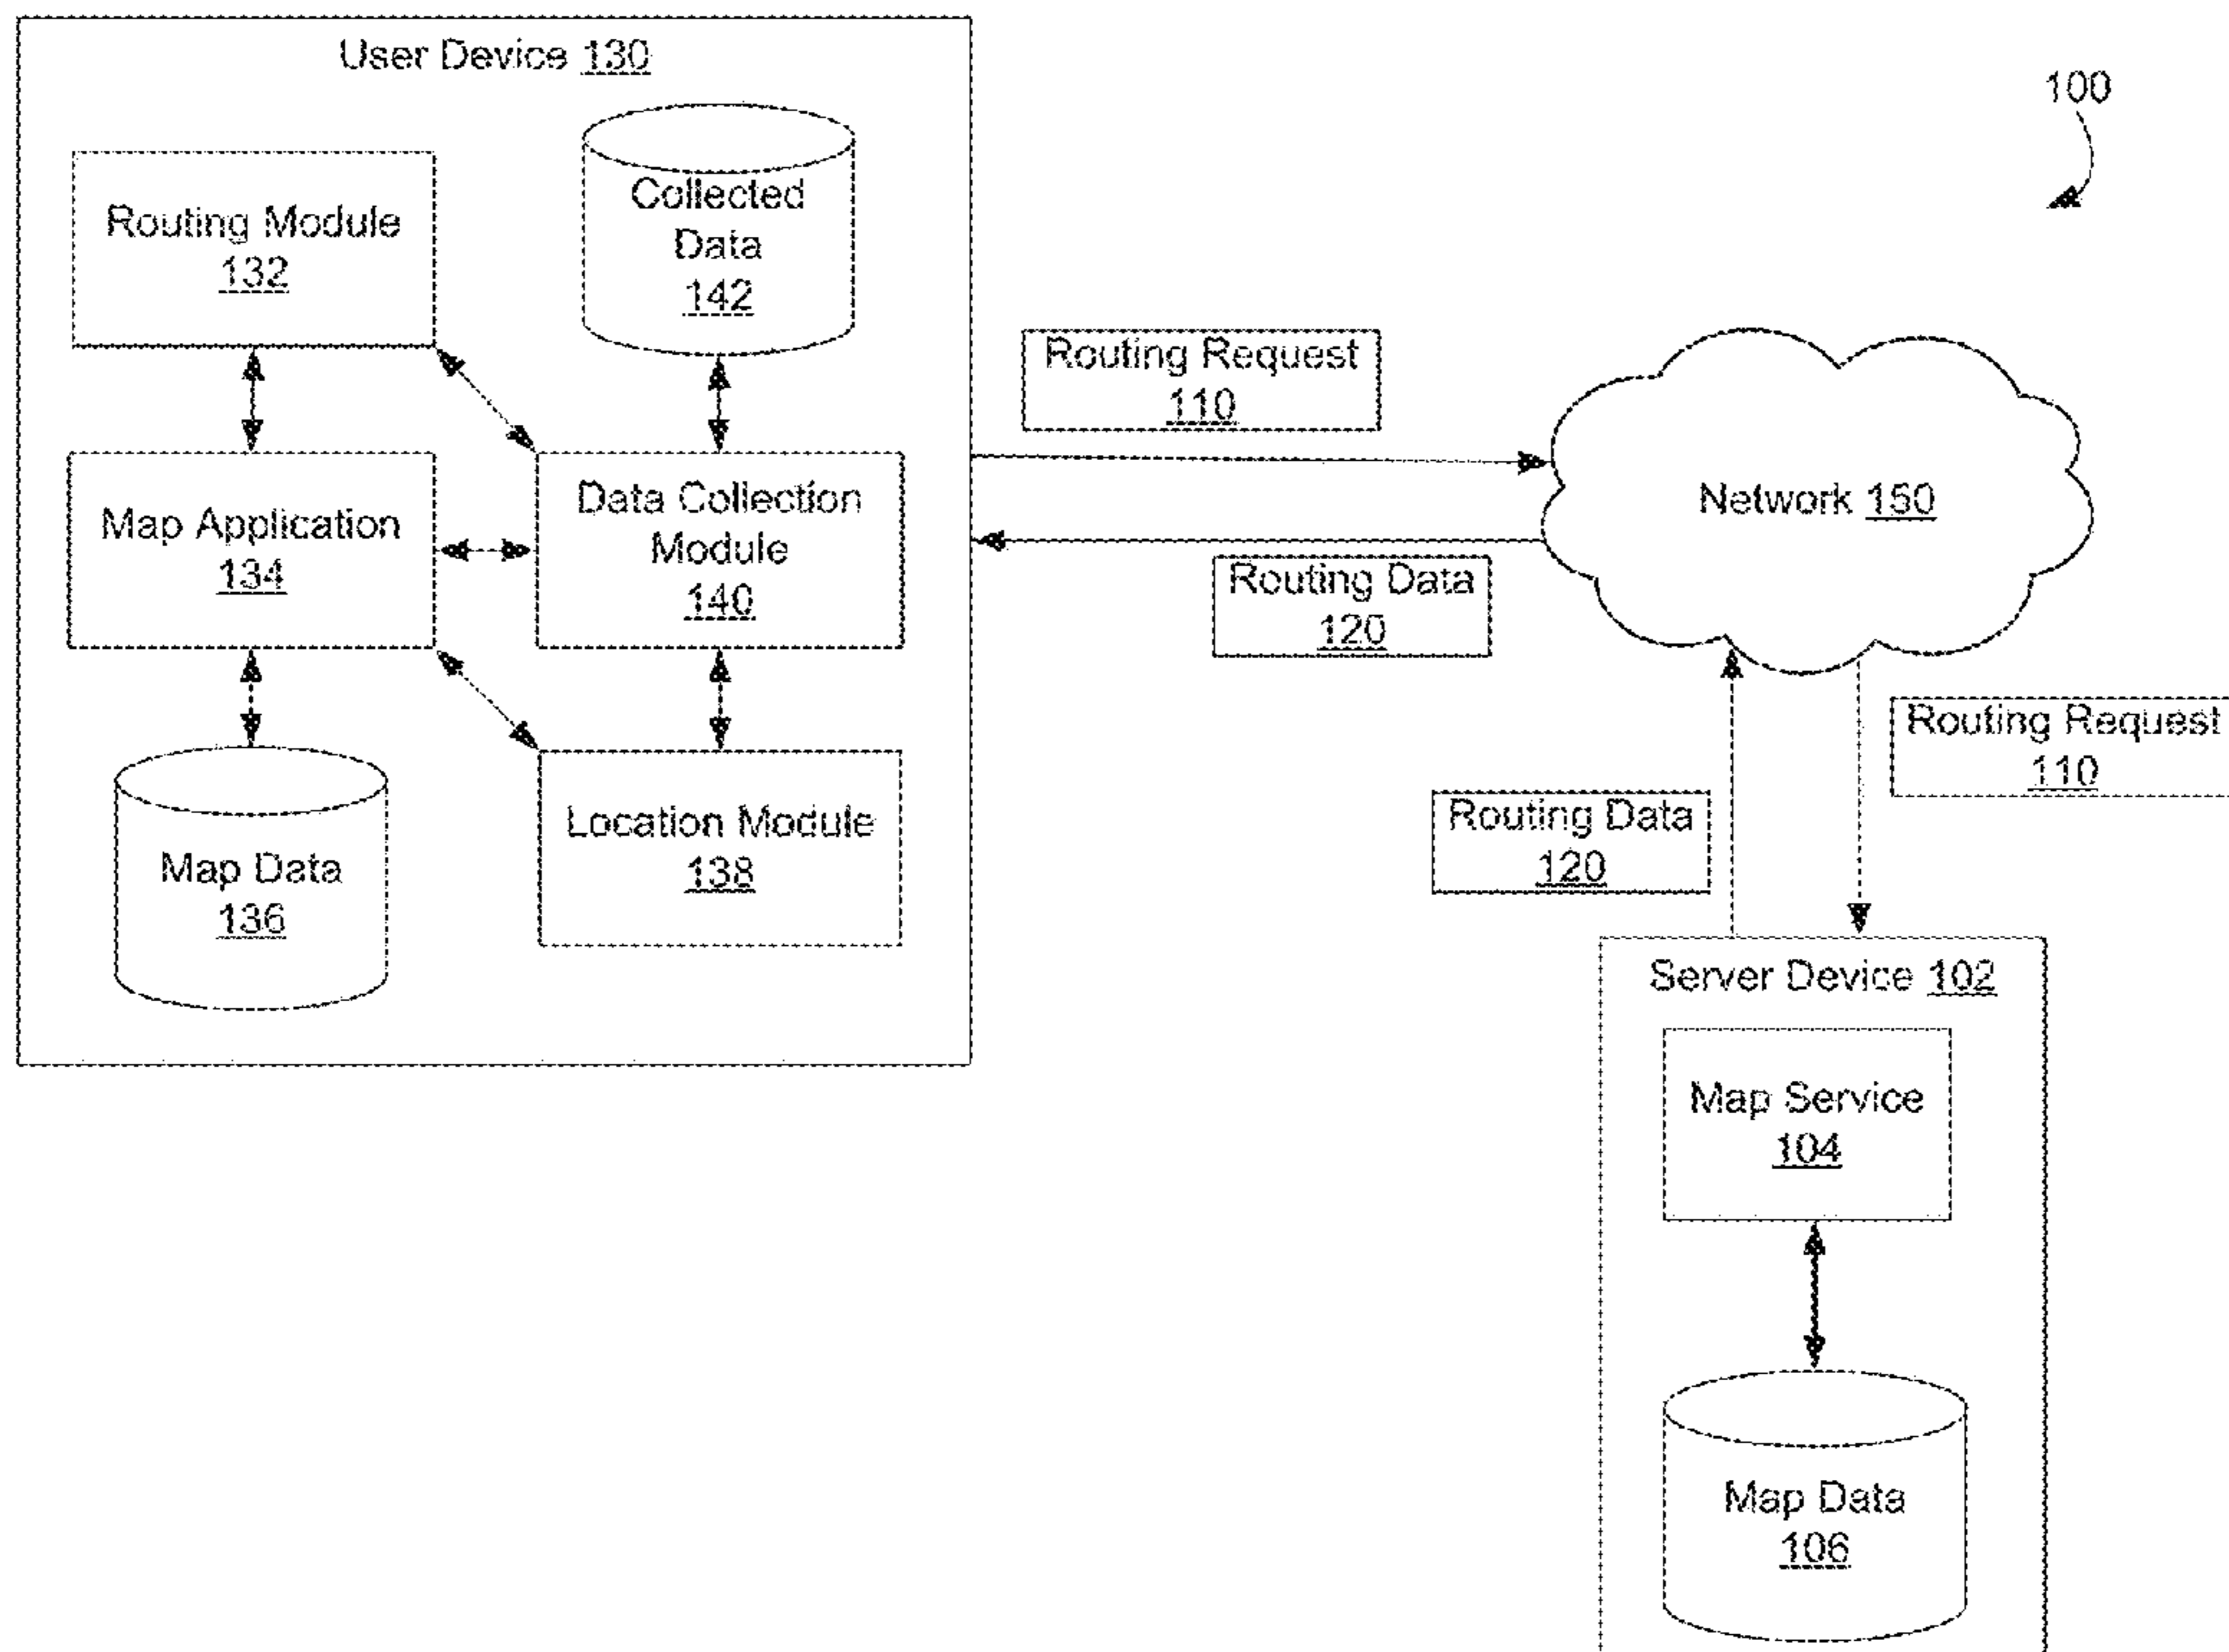 User Device 130
Routing Module
132
Collected
Data
142
Map Application
134
Data Collection
Module
140
Map Data
136
Location Module
138
100
Routing Request
110
Network 150
Routing Data
120
Routing Request
110
Routing Data
120
Server Device 102
Map Service
104
Map Data
106